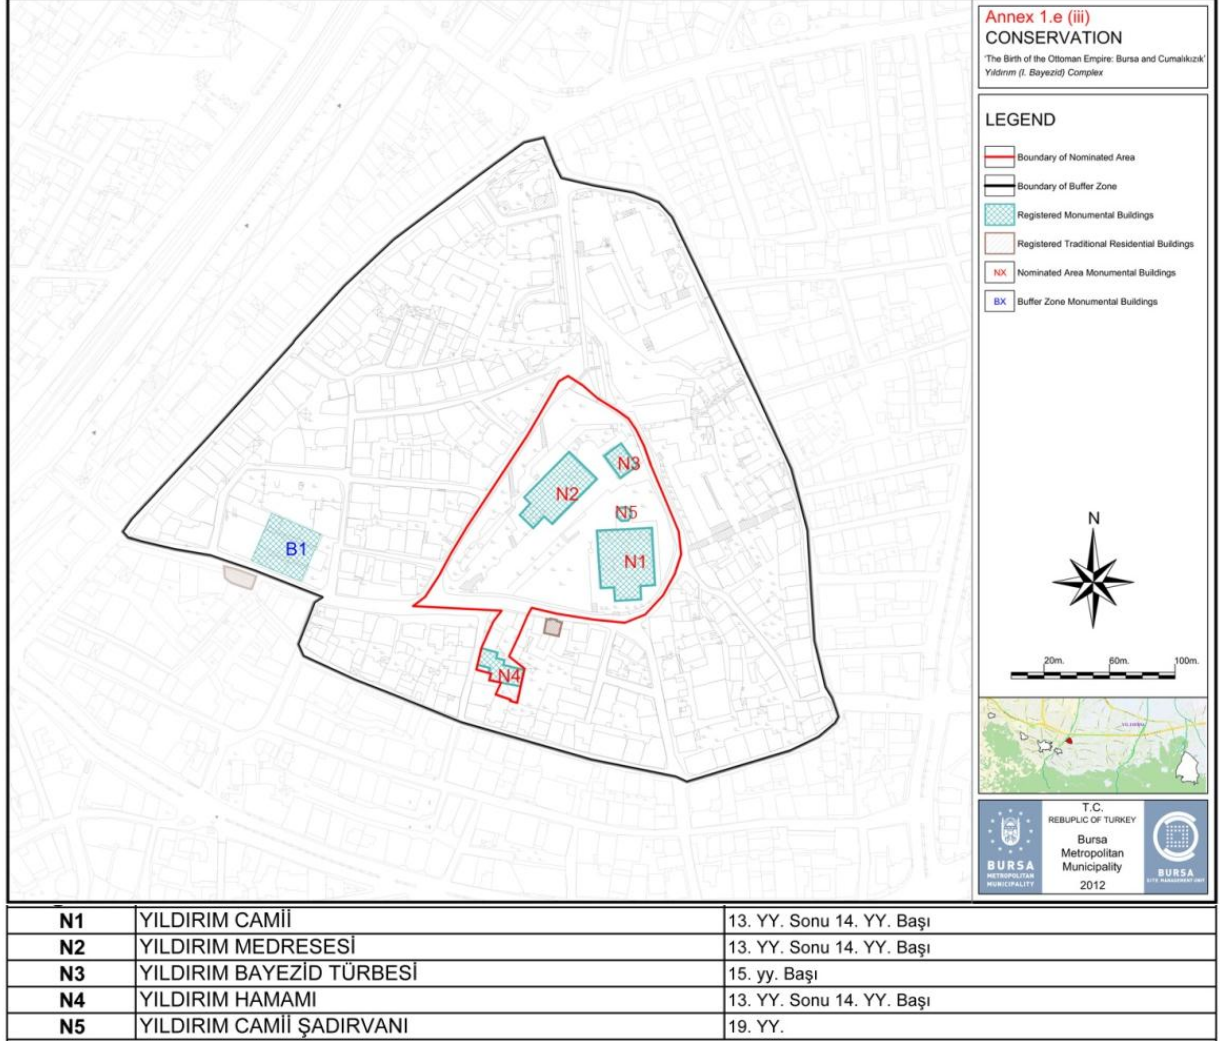 Annex 1.e (iii)
CONSERVATION
'The Birth of the Ottoman Empire: Bursa and Cumalıkızık'
Yıldırım (I. Bayezid) Complex
LEGEND
Boundary of Nominated Area
Boundary of Buffer Zone
Registered Monumental Buildings
Registered Traditional Residential Buildings
NX Nominated Area Monumental Buildings
BX Buffer Zone Monumental Buildings
N3
N2
N5
B1
N1
N4
N
20m. 60m. 100m.
YILDIRIM
T.C.
REBUPLIC OF TURKEY
Bursa
Metropolitan
Municipality
2012
BURSA
METROPOLITAN
MUNICIPALITY
BURSA
SITE MANAGEMENT UNIT
N1 YILDIRIM CAMİİ 13. YY. Sonu 14. YY. Başı
N2 YILDIRIM MEDRESESİ 13. YY. Sonu 14. YY. Başı
N3 YILDIRIM BAYEZİD TÜRBESİ 15. yy. Başı
N4 YILDIRIM HAMAMI 13. YY. Sonu 14. YY. Başı
N5 YILDIRIM CAMİİ ŞADIRVANI 19. YY.